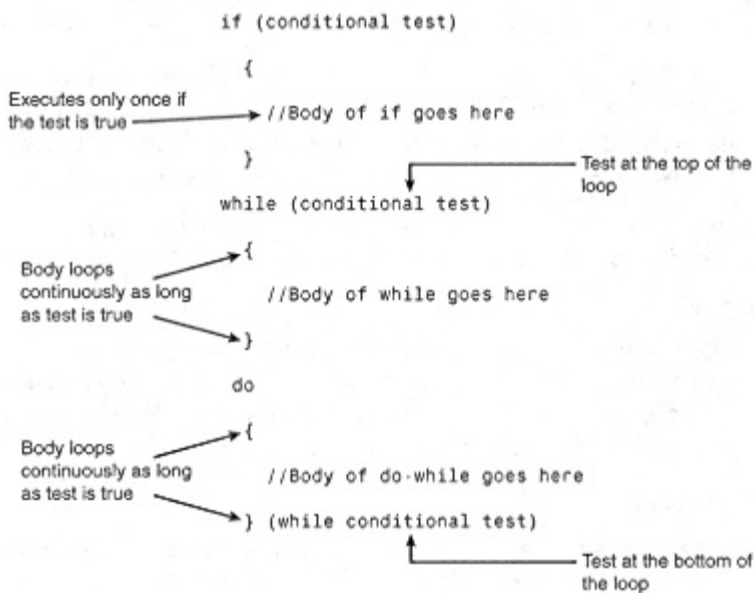 if (conditional test)
{
Executes only once if
the test is true
//Body of if goes here
}
Test at the top of the
loop
while (conditional test)
{
Body loops
continuously as long
as test is true
//Body of while goes here
}
do
{
Body loops
continuously as long
as test is true
//Body of do-while goes here
} (while conditional test)
Test at the bottom of
the loop